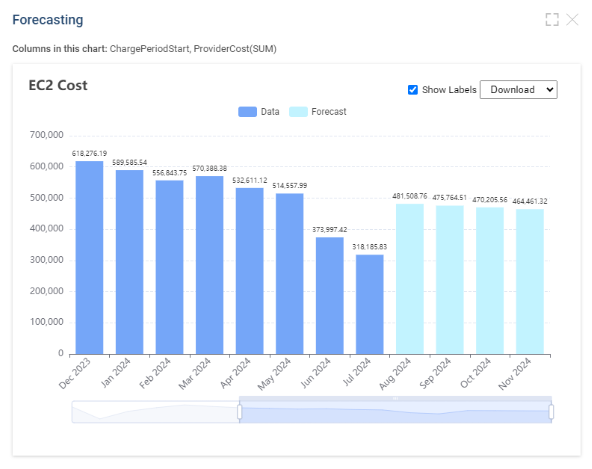 Forecasting
Columns in this chart: ChargePeriodStart, ProviderCost(SUM)
EC2 Cost
Show Labels
Download
Data
Forecast
700,000
600,000
500,000
400,000
300,000
200,000
100,000
0
618,276.19
589,585.54
556,843.75
570,388.38
532,611.12
514,557.99
373,997.42
318,185.83
481,508.76
475,764.51
470,205.56
464,461.32
Dec 2023
Jan 2024
Feb 2024
Mar 2024
Apr 2024
May 2024
Jun 2024
Jul 2024
Aug 2024
Sep 2024
Oct 2024
Nov 2024